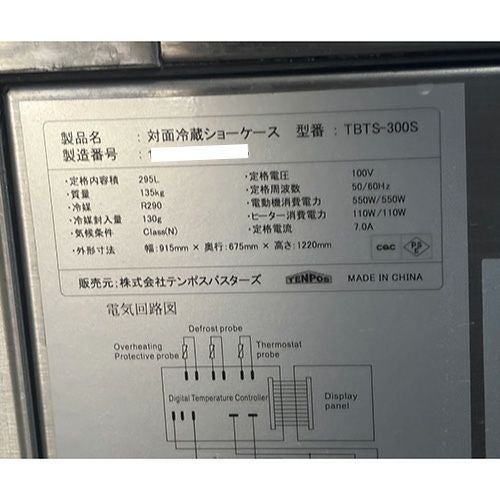 製品名 : 対面冷蔵ショーケース 型番 : TBTS-300S
製造番号 :
・定格内容積 295L
・質量 135kg
・冷媒 R290
・冷媒封入量 130g
・気候条件 Class(N)
・定格電圧 100V
・定格周波数 50/60Hz
・電動機消費電力 550W/550W
・ヒーター消費電力 110W/110W
・定格電流 7.0A
・外形寸法 幅:915mm × 奥行:675mm × 高さ:1220mm
CQC PSE
販売元:株式会社テンポスバスターズ TENPOS MADE IN CHINA
電気回路図
Defrost probe
Overheating
Protective probe
Thermostat
probe
Digital Temperature Controller
Display
panel